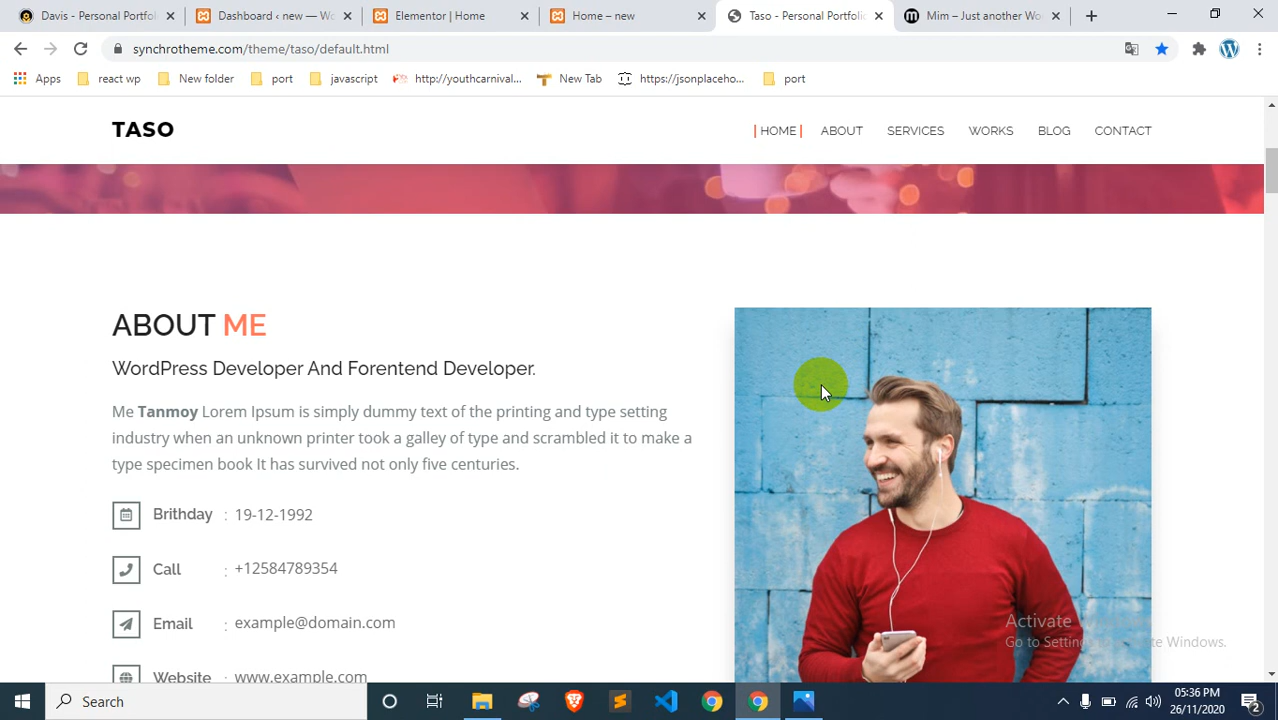 Davis - Personal Portfol
Dashboard ‹ new — Wo
Elementor | Home
Home – new
Taso - Personal Portfolio
Mim – Just another Wo
synchrotheme.com/theme/taso/default.html
Apps
react wp
New folder
port
javascript
http://youthcarnival...
New Tab
https://jsonplaceho...
port
TASO
| HOME |
ABOUT
SERVICES
WORKS
BLOG
CONTACT
ABOUT ME
WordPress Developer And Forentend Developer.
Me Tanmoy Lorem Ipsum is simply dummy text of the printing and type setting
industry when an unknown printer took a galley of type and scrambled it to make a
type specimen book It has survived not only five centuries.
Brithday : 19-12-1992
Call : +12584789354
Email : example@domain.com
Website www.example.com
Activate
Go to Settin te Windows.
Search
05:36 PM
26/11/2020
2